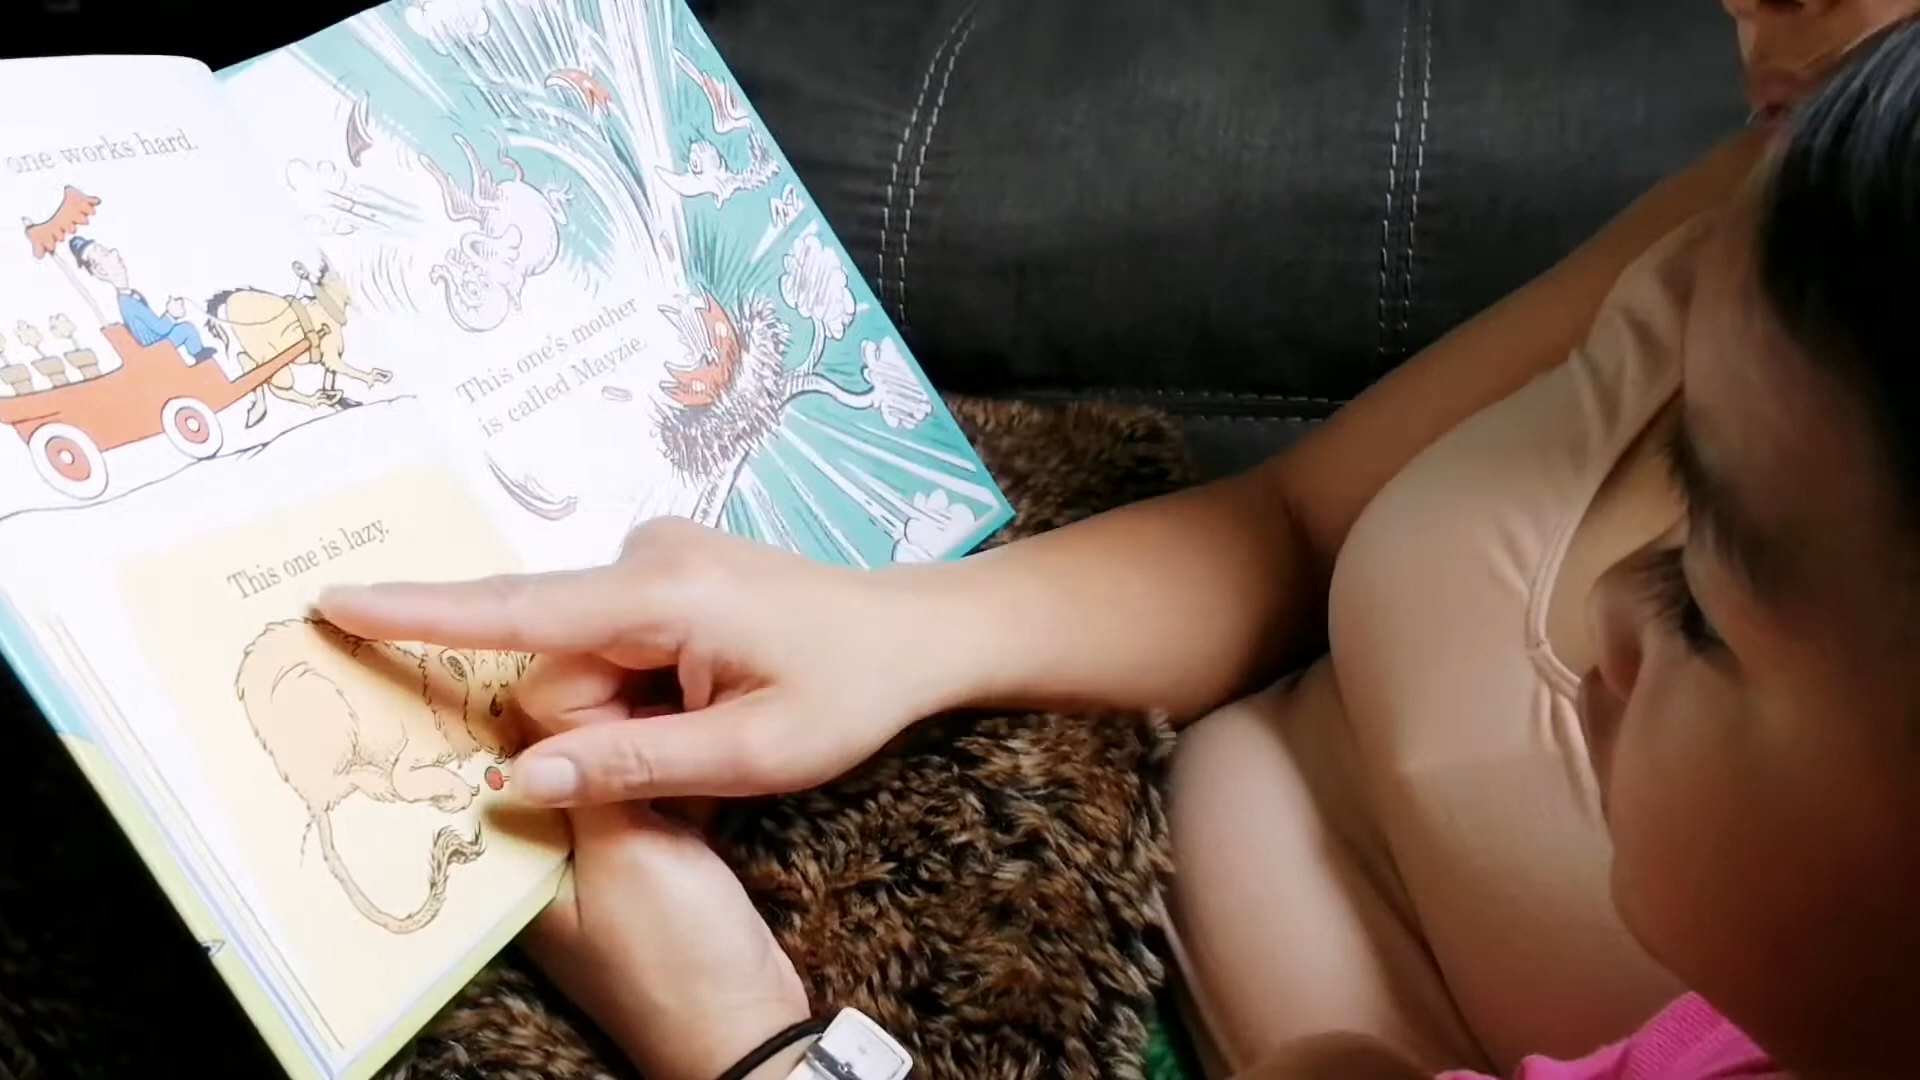 one works hard.
This one's mother
is called Mayzie.
This one is lazy.